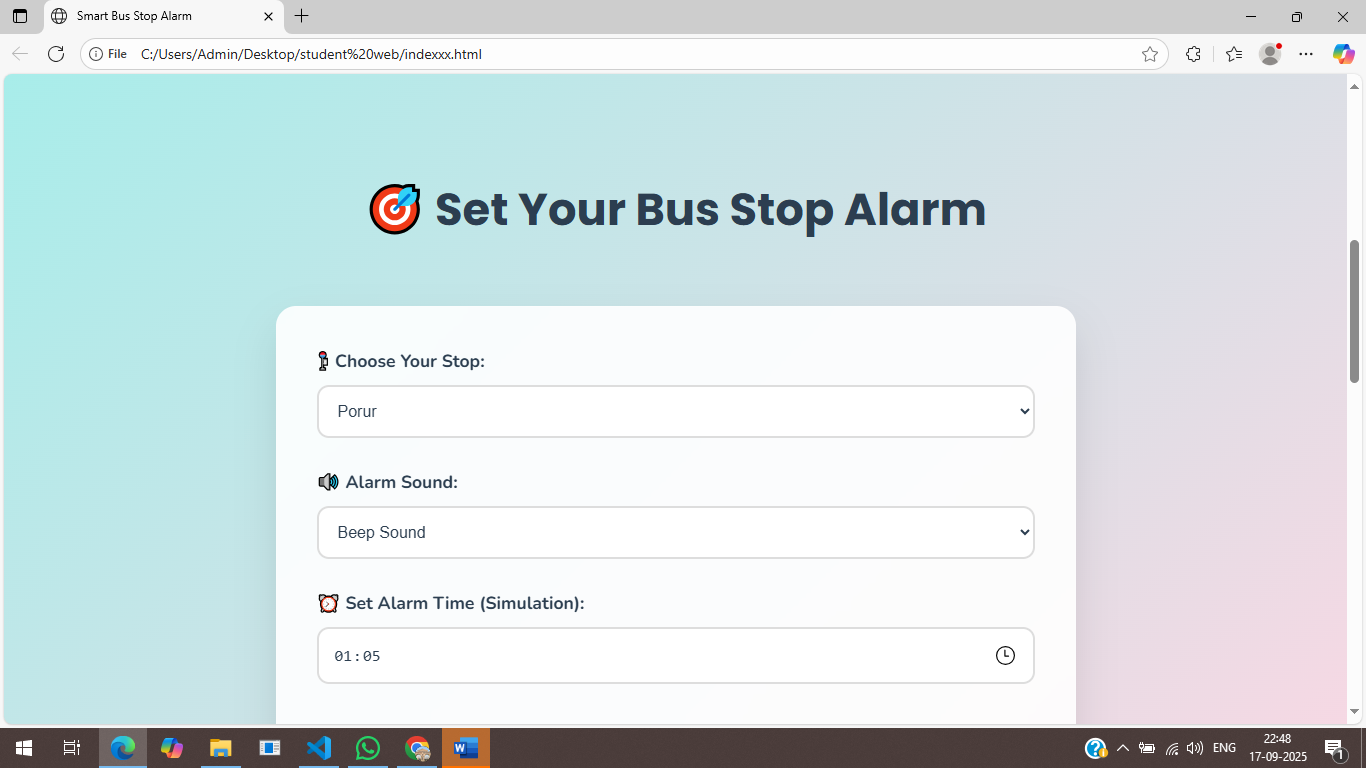 Smart Bus Stop Alarm
File C:/Users/Admin/Desktop/student%20web/indexxx.html
Set Your Bus Stop Alarm
Choose Your Stop:
Porur
Alarm Sound:
Beep Sound
Set Alarm Time (Simulation):
01:05
ENG
22:48
17-09-2025
1